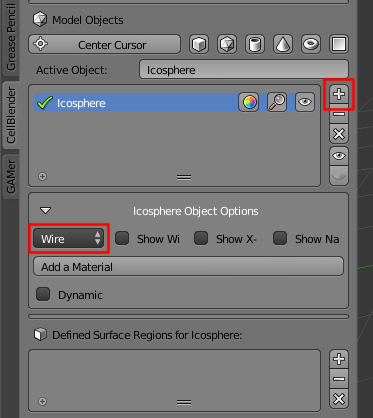 Grease Pencil
CellBlender
GAMer
Model Objects
Center Cursor
Active Object: Icosphere
Icosphere
Icosphere Object Options
Wire Show Wi Show X- Show Na
Add a Material
Dynamic
Defined Surface Regions for Icosphere: